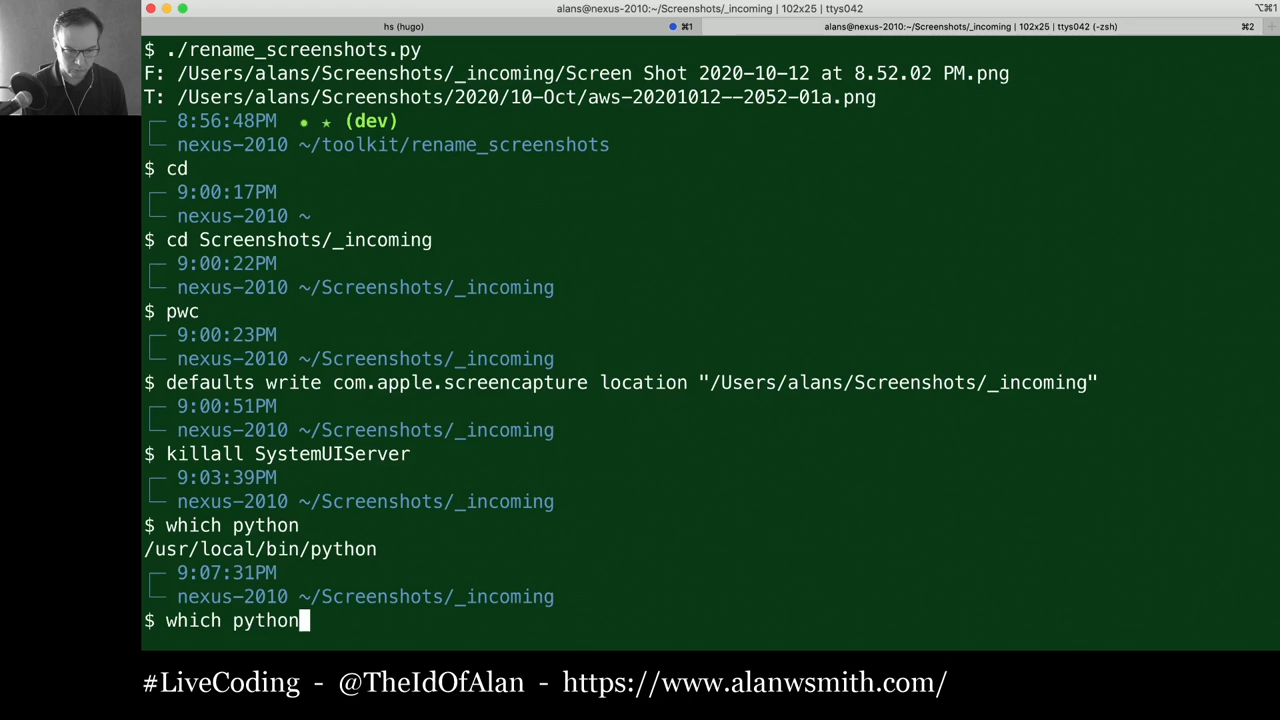 alans@nexus-2010:~/Screenshots/_incoming | 102x25 | ttys042
⌥⌘1
hs (hugo)
⌘1
alans@nexus-2010:~/Screenshots/_incoming | 102x25 | ttys042 (-zsh)
⌘2
$ ./rename_screenshots.py
F: /Users/alans/Screenshots/_incoming/Screen Shot 2020-10-12 at 8.52.02 PM.png
T: /Users/alans/Screenshots/2020/10-Oct/aws-20201012--2052-01a.png
8:56:48PM ✹ ★ (dev)
nexus-2010 ~/toolkit/rename_screenshots
$ cd
9:00:17PM
nexus-2010 ~
$ cd Screenshots/_incoming
9:00:22PM
nexus-2010 ~/Screenshots/_incoming
$ pwc
9:00:23PM
nexus-2010 ~/Screenshots/_incoming
$ defaults write com.apple.screencapture location "/Users/alans/Screenshots/_incoming"
9:00:51PM
nexus-2010 ~/Screenshots/_incoming
$ killall SystemUIServer
9:03:39PM
nexus-2010 ~/Screenshots/_incoming
$ which python
/usr/local/bin/python
9:07:31PM
nexus-2010 ~/Screenshots/_incoming
$ which python
#LiveCoding - @TheIdOfAlan - https://www.alanwsmith.com/